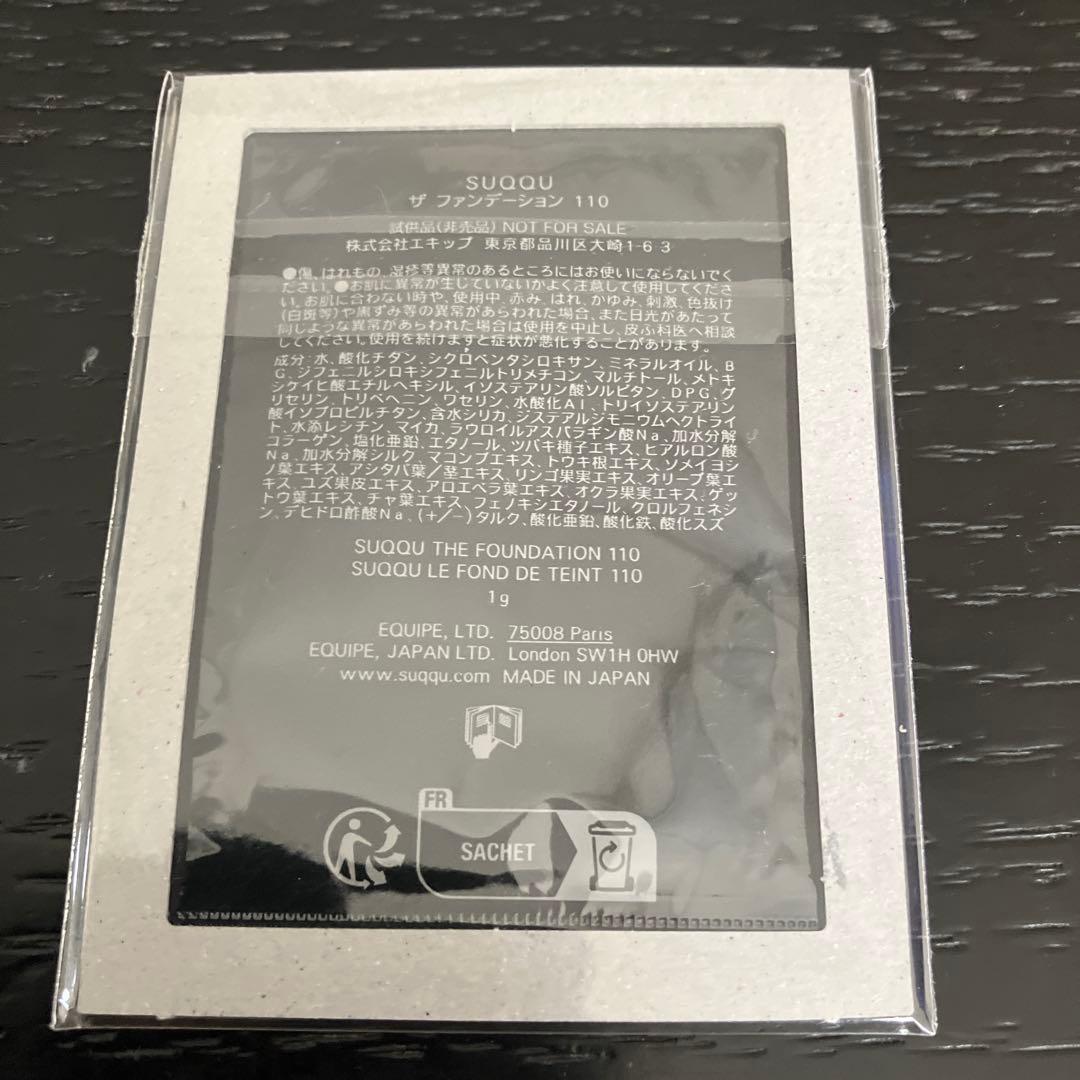 SUQQU
ザ ファンデーション 110
試供品(非売品) NOT FOR SALE
株式会社エキップ 東京都品川区大崎1-6-3
●傷、はれもの、湿疹等異常のあるところにはお使いにならないでく
ださい。●お肌に異常が生じていないかよく注意して使用してくださ
い。お肌に合わない時や、使用中、赤み、はれ、かゆみ、刺激、色抜け
(白斑等)や黒ずみ等の異常があらわれた場合、また日光があたって
同じような異常があらわれた場合は使用を中止し、皮ふ科医へ相談
してください。使用を続けますと症状が悪化することがあります。
成分:水、酸化チタン、シクロペンタシロキサン、ミネラルオイル、B
G、ジフェニルシロキシフェニルトリメチコン、マルチトール、メトキ
シケイヒ酸エチルヘキシル、イソステアリン酸ソルビタン、DPG、グ
リセリン、トリベヘニン、ワセリン、水酸化Al、トリイソステアリン
酸イソプロピルチタン、含水シリカ、ジステアルジモニウムヘクトライ
ト、水添レシチン、マイカ、ラウロイルアスパラギン酸Na、加水分解
コラーゲン、塩化亜鉛、エタノール、ツバキ種子エキス、ヒアルロン酸
Na、加水分解シルク、マコンブエキス、トウキ根エキス、ソメイヨシ
ノ葉エキス、アシタバ葉/茎エキス、リンゴ果実エキス、オリーブ葉エ
キス、ユズ果皮エキス、アロエベラ葉エキス、オクラ果実エキス、ゲッ
トウ葉エキス、チャ葉エキス、フェノキシエタノール、クロルフェネシ
ン、デヒドロ酢酸Na、(+/-)タルク、酸化亜鉛、酸化鉄、酸化スズ
SUQQU THE FOUNDATION 110
SUQQU LE FOND DE TEINT 110
1g
EQUIPE, LTD. 75008 Paris
EQUIPE, JAPAN LTD. London SW1H 0HW
www.suqqu.com MADE IN JAPAN
FR
SACHET